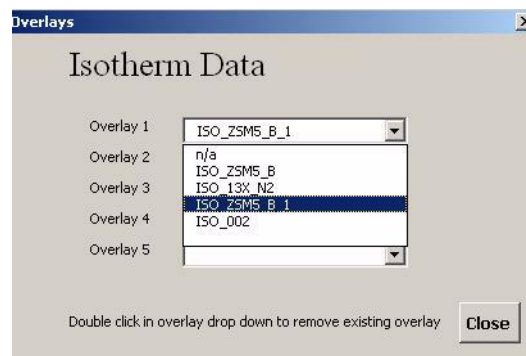 Overlays
Isotherm Data
Overlay 1 ISO_ZSM5_B_1
Overlay 2 n/a
ISO_ZSM5_B
Overlay 3 ISO_13X_N2
ISO_ZSM5_B_1
Overlay 4 ISO_002
Overlay 5
Double click in overlay drop down to remove existing overlay Close